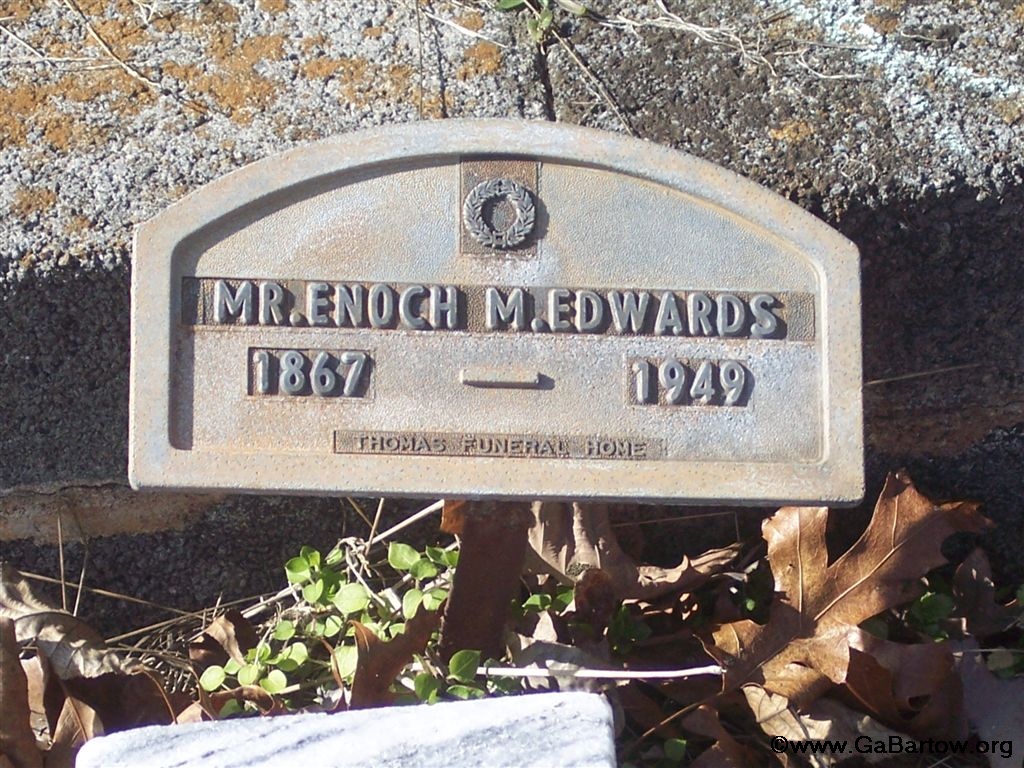 MR. ENOCH M. EDWARDS
1867 — 1949
THOMAS FUNERAL HOME
©www.GaBartow.org